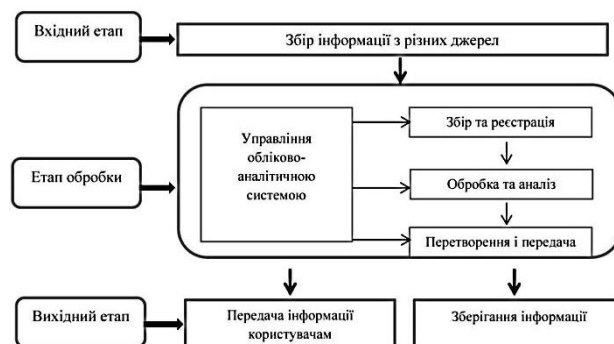 Вхідний етап
Збір інформації з різних джерел
Управління
обліково-
аналітичною
системою
Збір та реєстрація
Етап обробки
Обробка та аналіз
Перетворення і передача
Вихідний етап
Передача інформації
користувачам
Зберігання інформації